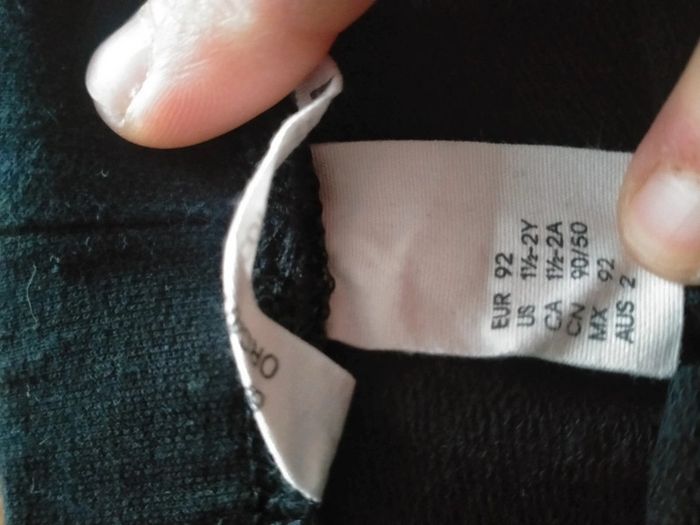 EUR 92
US 1½-2Y
CA 1½-2A
CN 90/50
MX 92
AUS 2